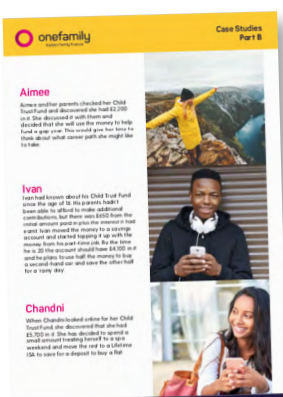 onefamily
Modern Family Finance
Case Studies
Part B
Aimee
Aimee and her parents checked her Child
Trust Fund and discovered she had £2,200
in it. She discussed it with them and
decided that she will use the money to help
fund a gap year. This would give her time to
think about what career path she might like
to take.
Ivan
Ivan had known about his Child Trust Fund
since the age of 16. His parents hadn't
been able to afford to make additional
contributions, but there was £650 from the
initial amount paid in plus the interest it had
earnt. Ivan moved the money to a savings
account and started topping it up with the
money from his part-time job. By the time
he is 20 the account should have £4,100 in it
and he plans to use half the money to buy
a second-hand car and save the other half
for a 'rainy day'.
Chandni
When Chandni looked online for her Child
Trust Fund, she discovered that she had
£5,700 in it. She has decided to spend a
small amount treating herself to a spa
weekend and move the rest to a Lifetime
ISA to save for a deposit to buy a flat.